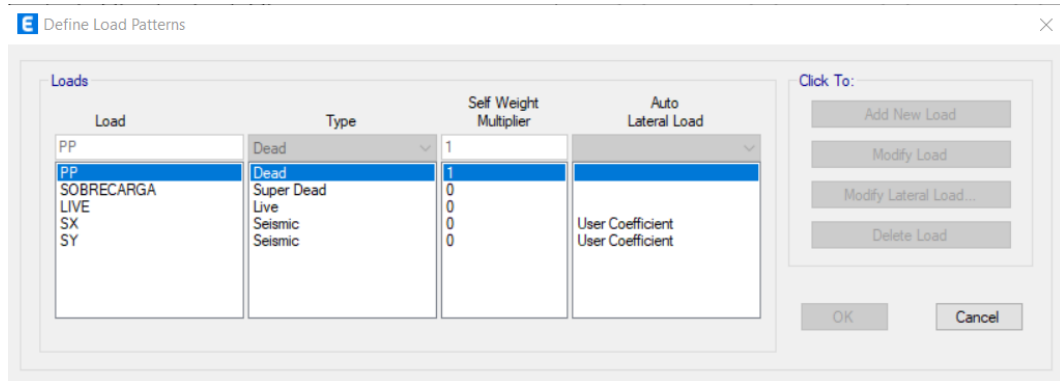 E Define Load Patterns
Loads
Click To:
Load Type Self Weight Multiplier Auto Lateral Load
PP Dead 1
PP Dead 1
SOBRECARGA Super Dead 0
LIVE Live 0
SX Seismic 0 User Coefficient
SY Seismic 0 User Coefficient
Add New Load
Modify Load
Modify Lateral Load...
Delete Load
OK Cancel